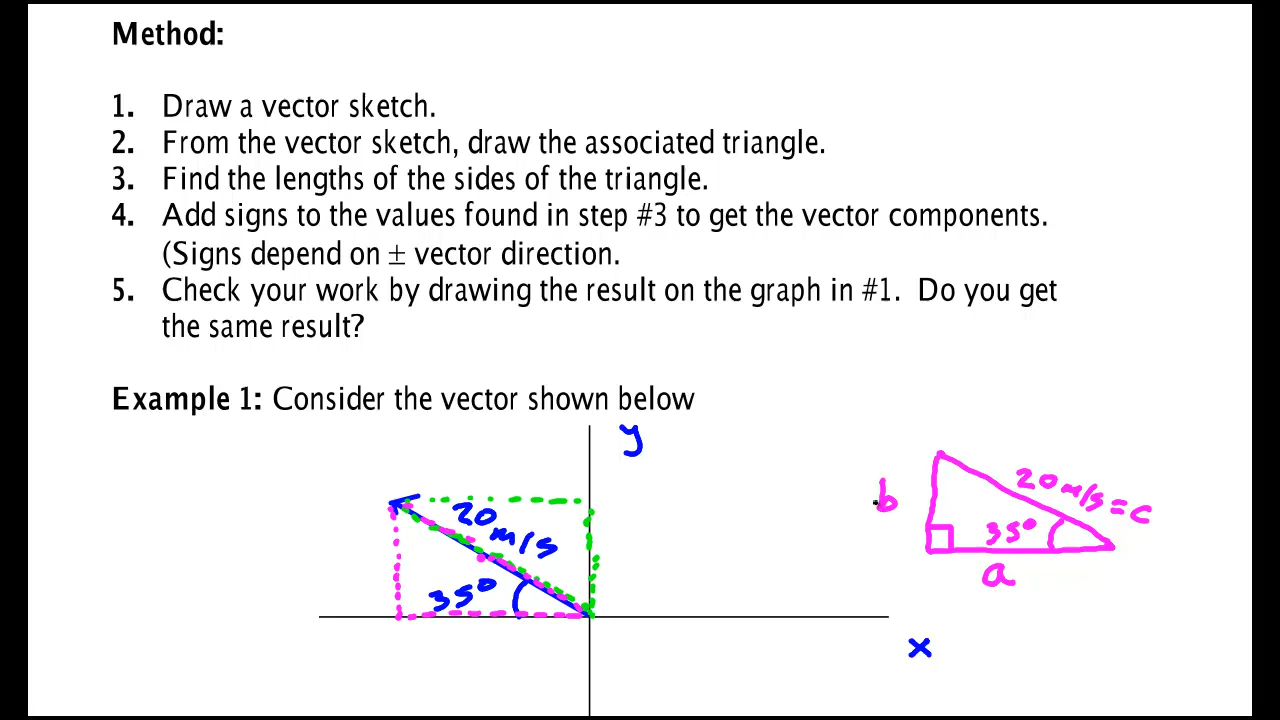 Method:
1. Draw a vector sketch.
2. From the vector sketch, draw the associated triangle.
3. Find the lengths of the sides of the triangle.
4. Add signs to the values found in step #3 to get the vector components.
(Signs depend on ± vector direction.
5. Check your work by drawing the result on the graph in #1. Do you get
the same result?
Example 1: Consider the vector shown below
y
20 m/s
35°
x
b
20 m/s = c
35°
a